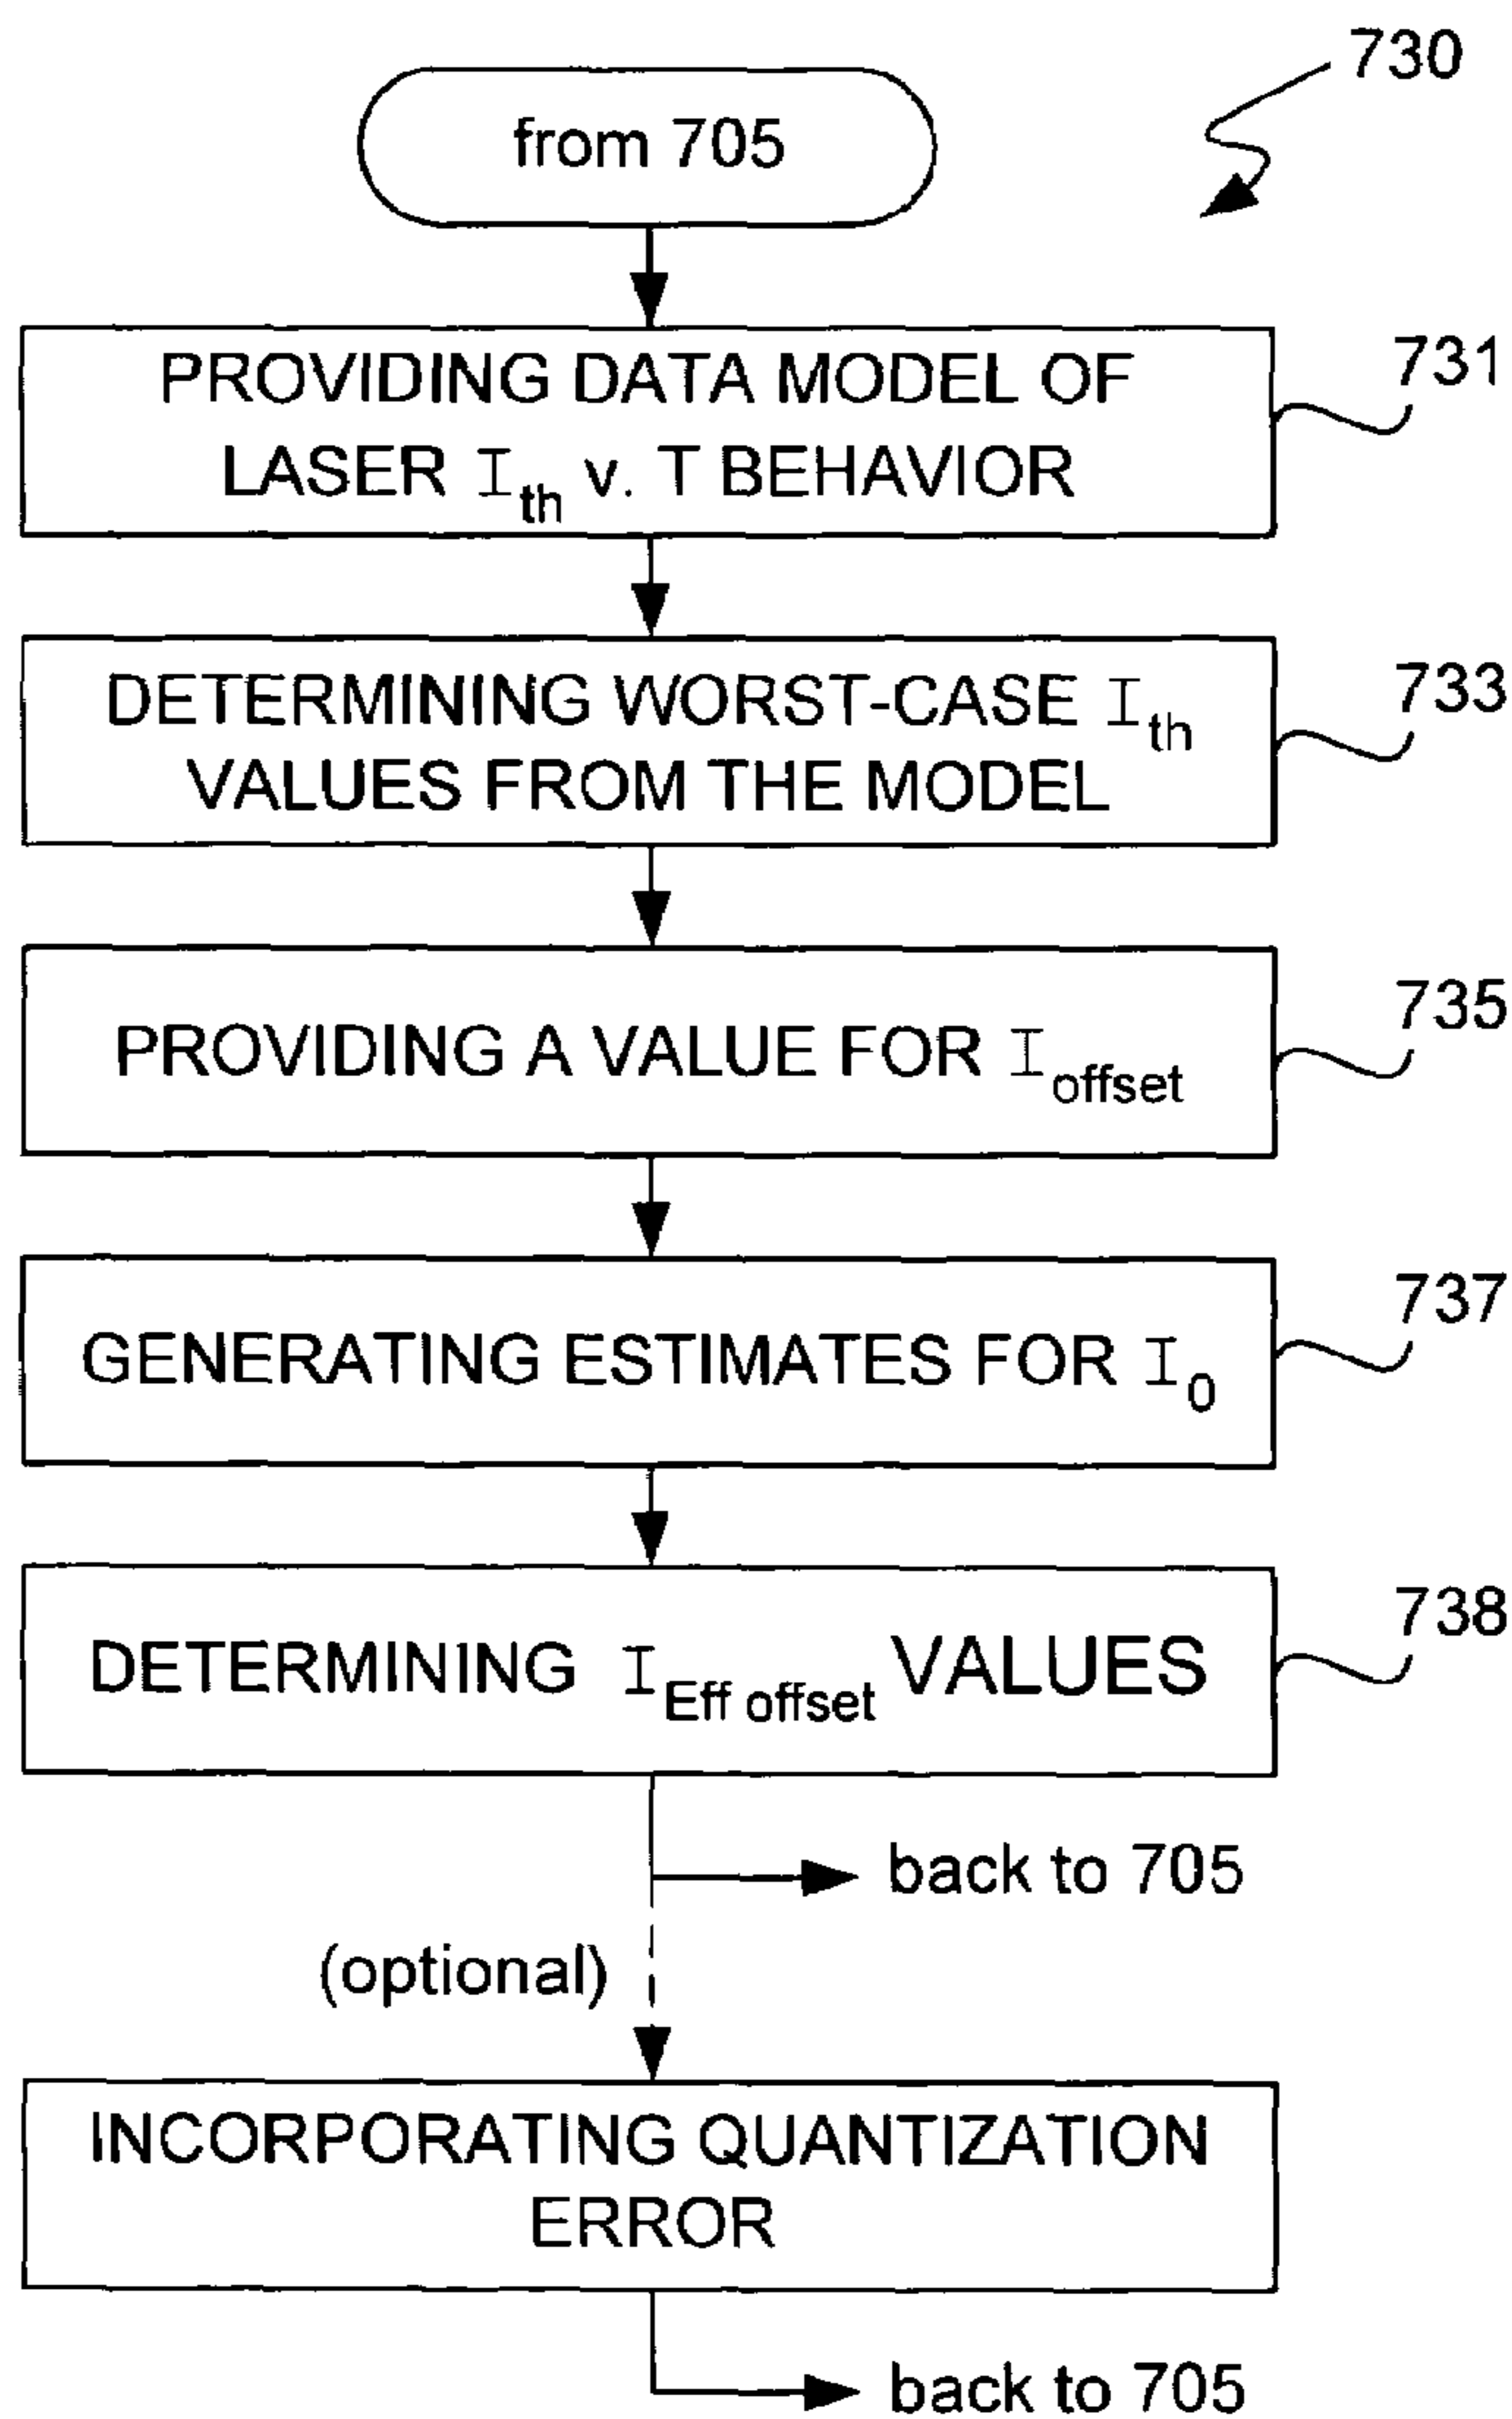 730
from 705
PROVIDING DATA MODEL OF
LASER Ith v. T BEHAVIOR
731
DETERMINING WORST-CASE Ith
VALUES FROM THE MODEL
733
PROVIDING A VALUE FOR Ioffset
735
GENERATING ESTIMATES FOR I0
737
DETERMINING IEff offset VALUES
738
back to 705
(optional)
INCORPORATING QUANTIZATION
ERROR
back to 705